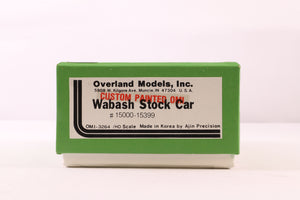 Overland Models, Inc.
5908 W. Kilgore Ave., Muncie, IN 47304 U.S.A.
CUSTOM PAINTED
Wabash Stock Car
# 15000-15399
OMI-3264 /HO Scale Made in Korea by Ajin Precision